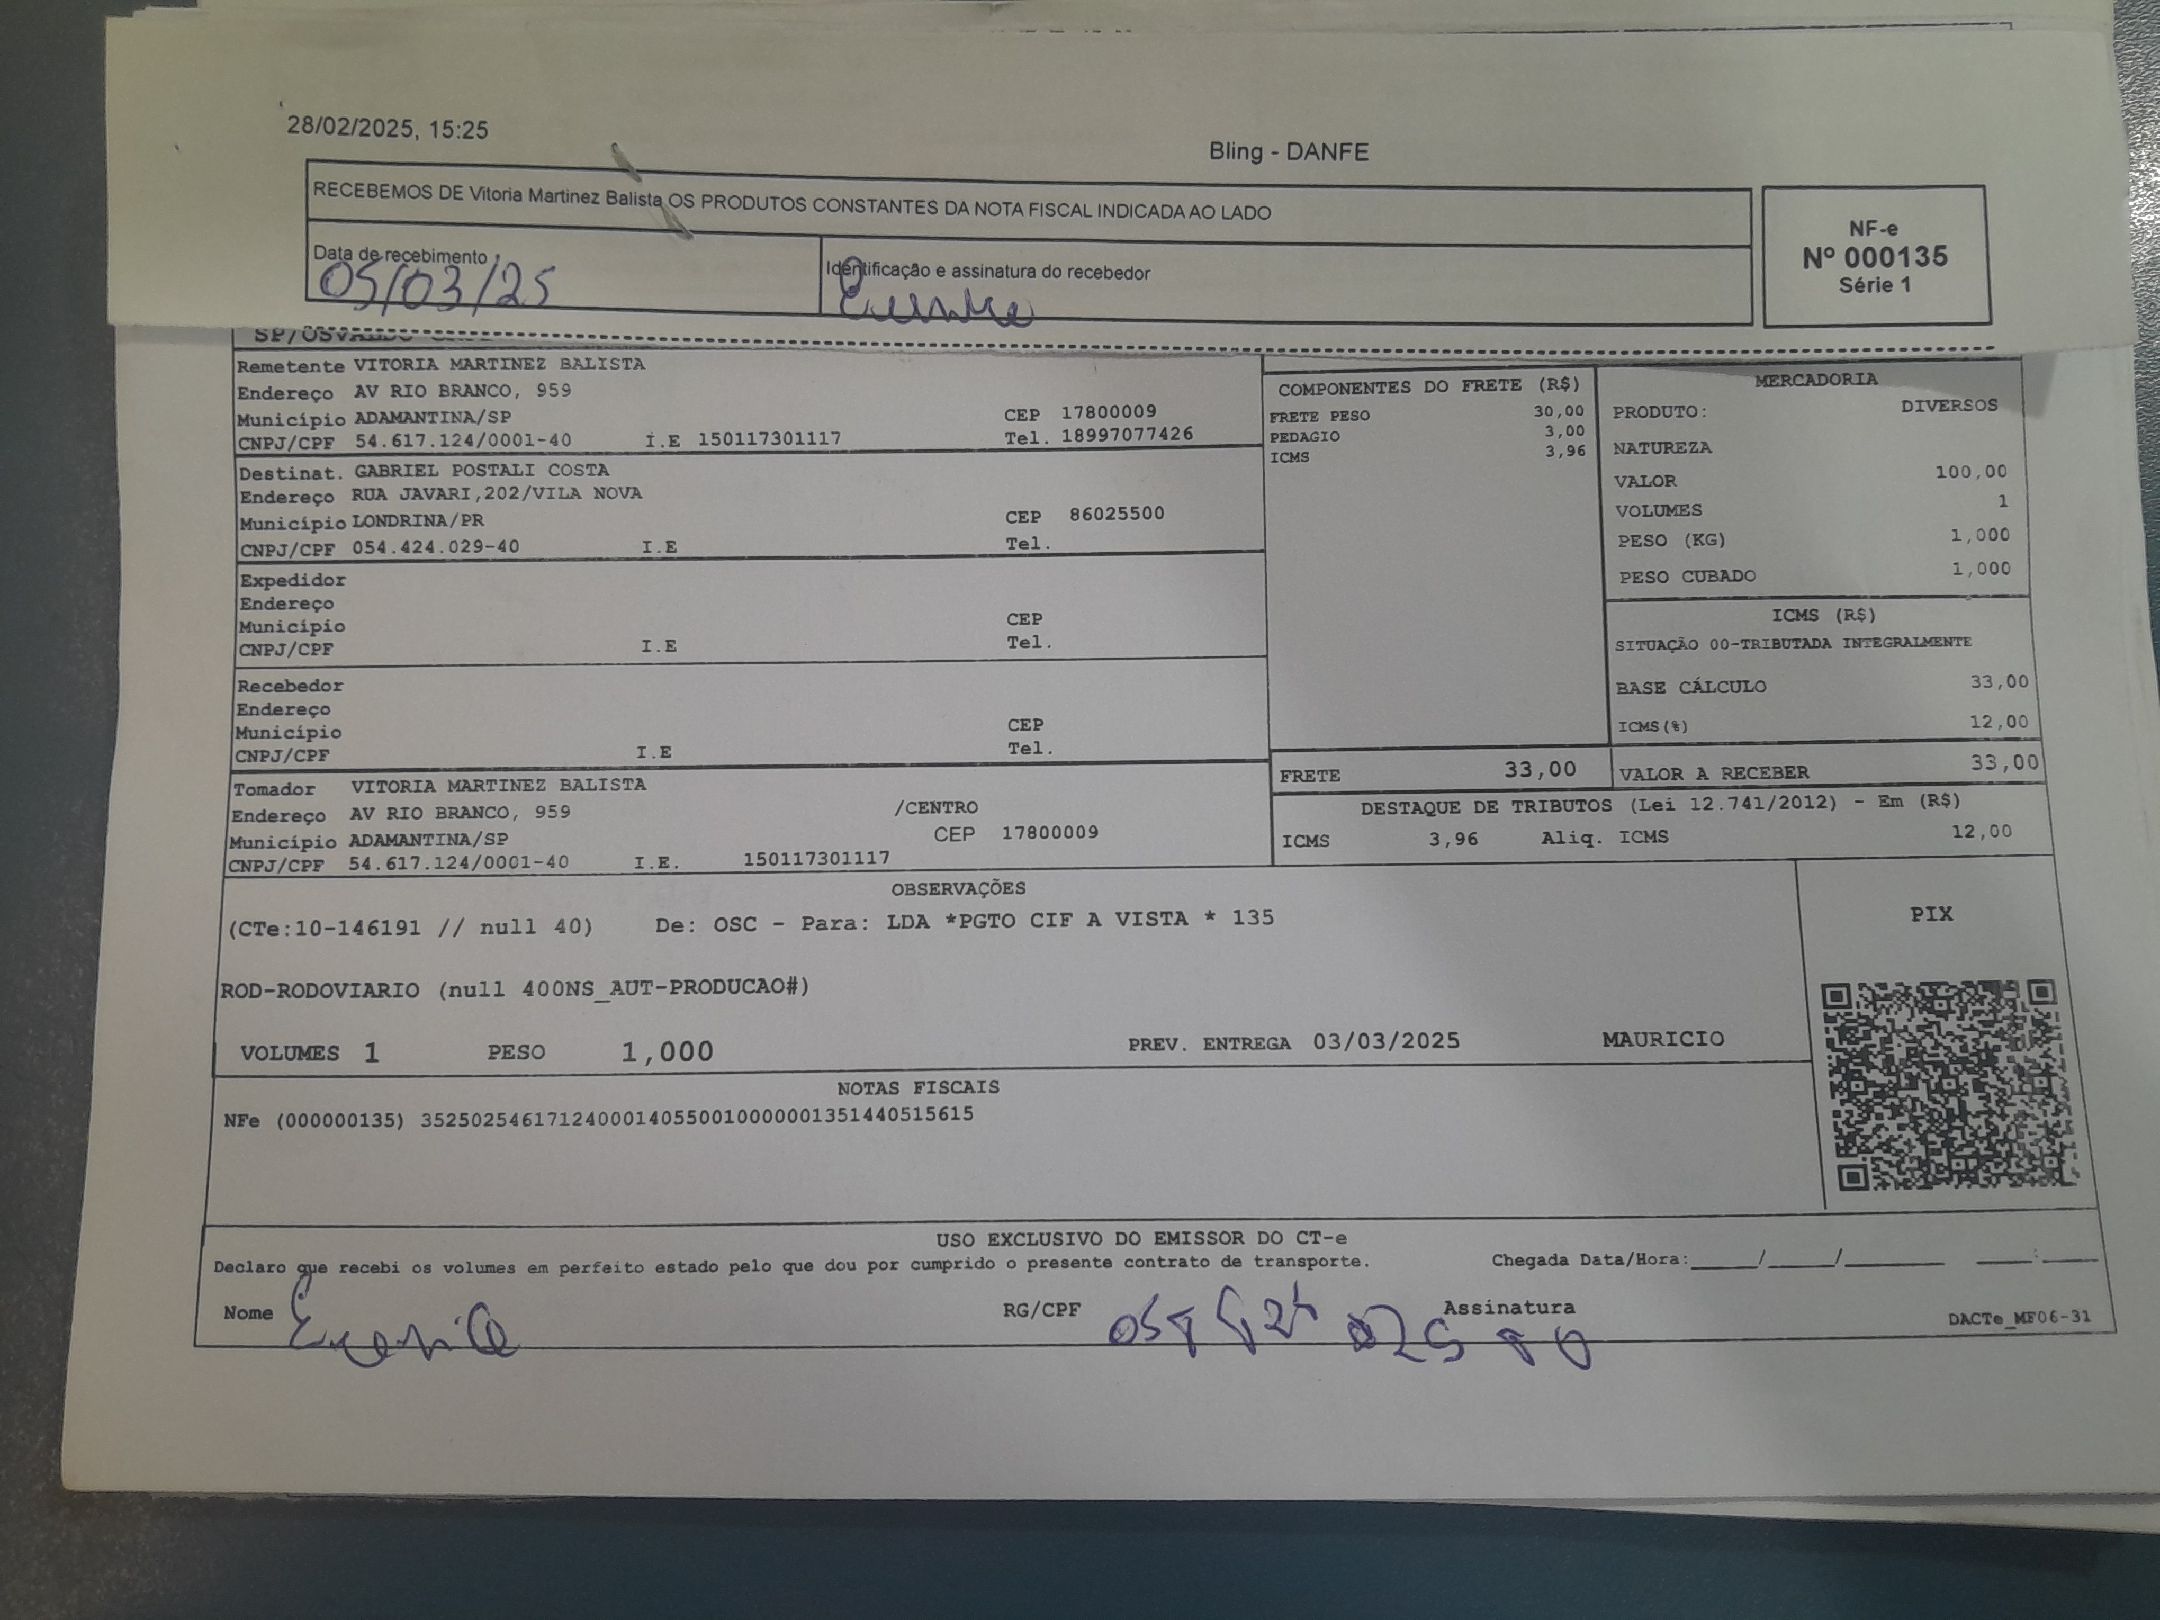 28/02/2025, 15:25
Bling - DANFE
RECEBEMOS DE Vitoria Martinez Balista OS PRODUTOS CONSTANTES DA NOTA FISCAL INDICADA AO LADO
Data de recebimento
05/03/25
Identificação e assinatura do recebedor
NF-e
Nº 000135
Série 1
Remetente VITORIA MARTINEZ BALISTA
Endereço AV RIO BRANCO, 959
Município ADAMANTINA/SP CEP 17800009
CNPJ/CPF 54.617.124/0001-40 I.E 150117301117 Tel. 18997077426
Destinat. GABRIEL POSTALI COSTA
Endereço RUA JAVARI,202/VILA NOVA
Município LONDRINA/PR CEP 86025500
CNPJ/CPF 054.424.029-40 I.E Tel.
Expedidor
Endereço
Município CEP
CNPJ/CPF I.E Tel.
Recebedor
Endereço
Município CEP
CNPJ/CPF I.E Tel.
Tomador VITORIA MARTINEZ BALISTA
Endereço AV RIO BRANCO, 959 /CENTRO
Município ADAMANTINA/SP CEP 17800009
CNPJ/CPF 54.617.124/0001-40 I.E. 150117301117
COMPONENTES DO FRETE (R$)
FRETE PESO 30,00
PEDAGIO 3,00
ICMS 3,96
MERCADORIA
PRODUTO: DIVERSOS
NATUREZA
VALOR 100,00
VOLUMES 1
PESO (KG) 1,000
PESO CUBADO 1,000
ICMS (R$)
SITUAÇÃO 00-TRIBUTADA INTEGRALMENTE
BASE CÁLCULO 33,00
ICMS(%) 12,00
FRETE 33,00
VALOR A RECEBER 33,00
DESTAQUE DE TRIBUTOS (Lei 12.741/2012) - Em (R$)
ICMS 3,96 Aliq. ICMS 12,00
OBSERVAÇÕES
(CTe:10-146191 // null 40) De: OSC - Para: LDA *PGTO CIF A VISTA * 135
ROD-RODOVIARIO (null 400NS_AUT-PRODUCAO#)
VOLUMES 1 PESO 1,000 PREV. ENTREGA 03/03/2025 MAURICIO
PIX
NOTAS FISCAIS
NFe (000000135) 35250254617124000140550010000001351440515615
USO EXCLUSIVO DO EMISSOR DO CT-e
Declaro que recebi os volumes em perfeito estado pelo que dou por cumprido o presente contrato de transporte. Chegada Data/Hora:_____/_____/________ ____:____
Nome RG/CPF Assinatura
DACTe_MF06-31